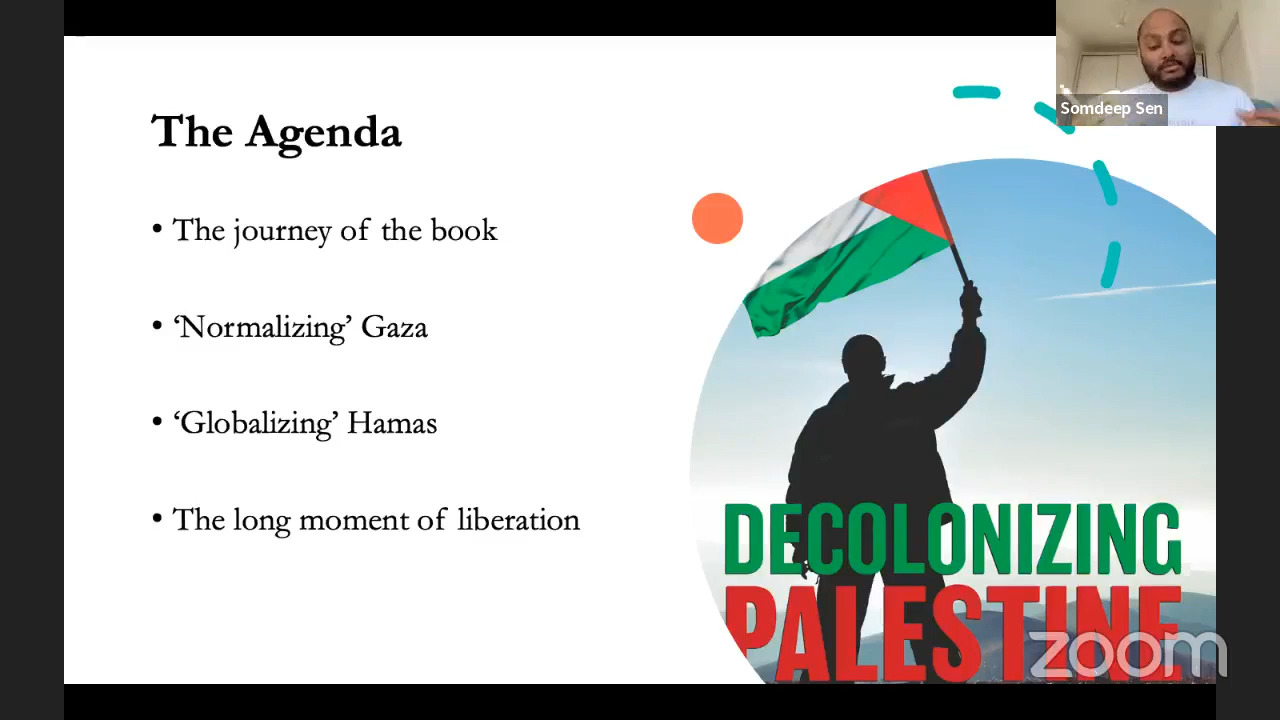 The Agenda
• The journey of the book
• ‘Normalizing’ Gaza
• ‘Globalizing’ Hamas
• The long moment of liberation
DECOLONIZING
PALESTINE
Somdeep Sen
zoom